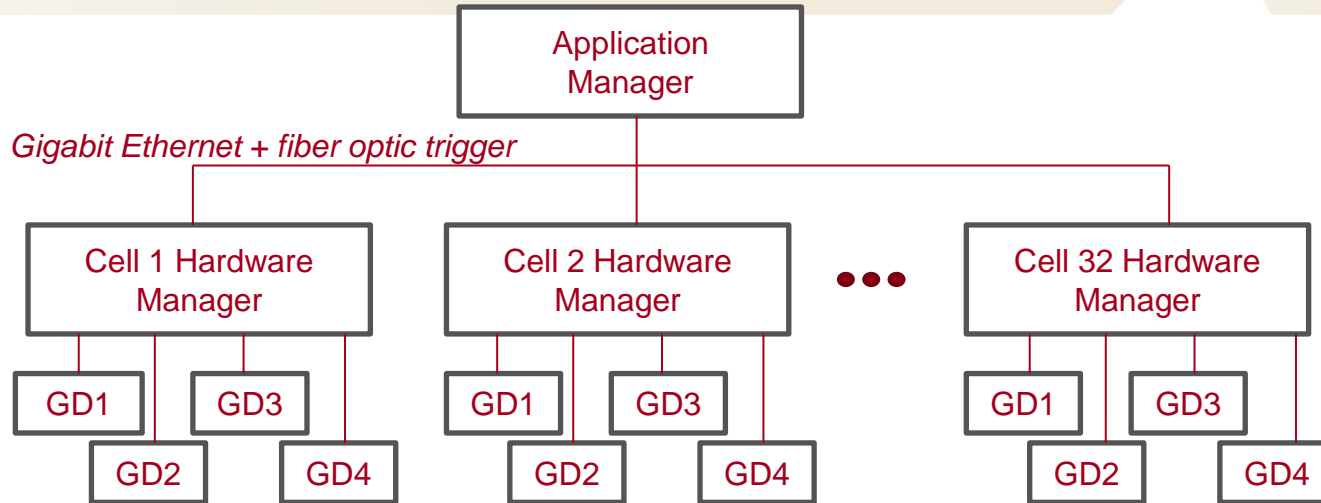 Application
Manager
Gigabit Ethernet + fiber optic trigger
Cell 1 Hardware
Manager
Cell 2 Hardware
Manager
Cell 32 Hardware
Manager
GD1
GD3
GD2
GD4
GD1
GD3
GD2
GD4
GD1
GD3
GD2
GD4